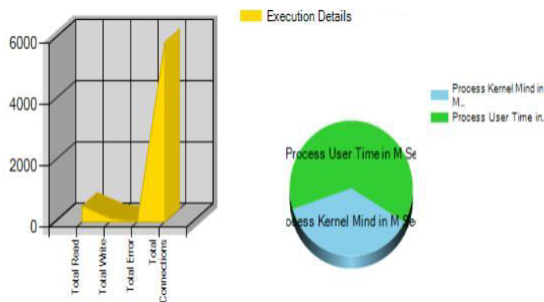 Execution Details
6000
4000
2000
0
Total Read
Total Write
Total Error
Total
Connections
Process Kernel Mind in
M...
Process User Time in.
Process User Time in M Se
ocess Kernel Mind in M Se